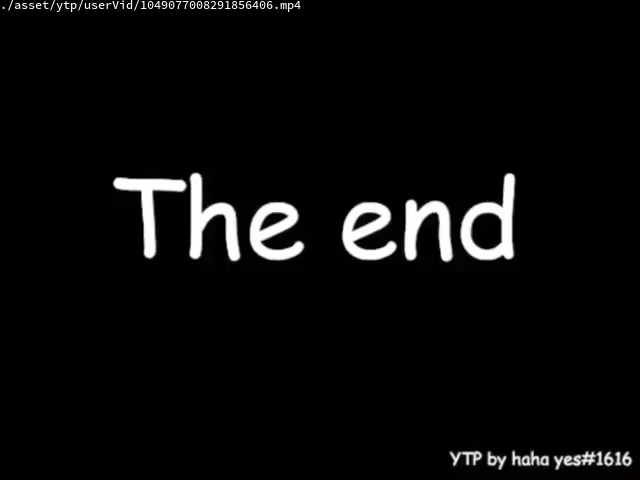 ./asset/ytp/userVid/1049077008291856406.mp4
The end
YTP by haha yes#1616